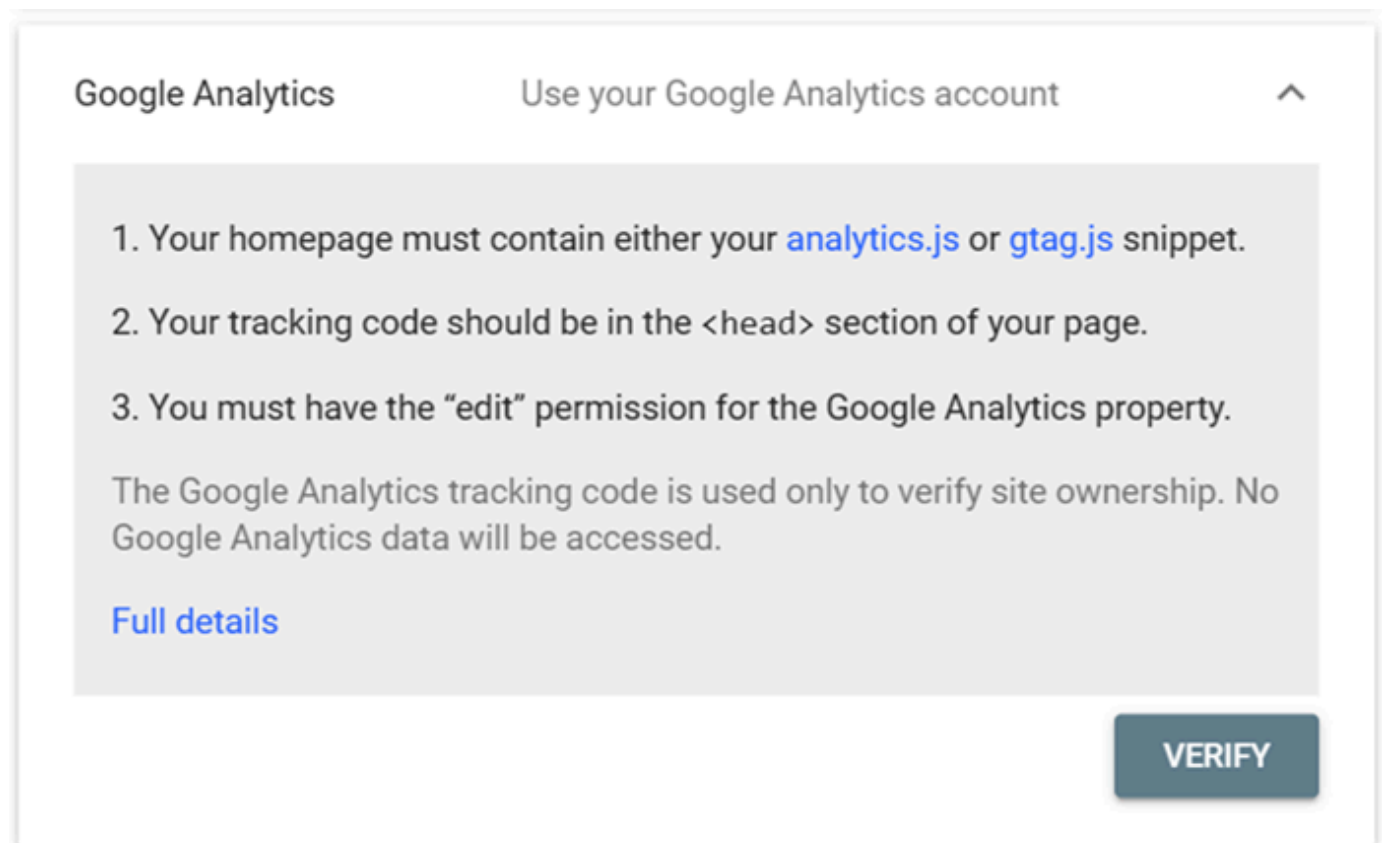 Google Analytics
Use your Google Analytics account
1. Your homepage must contain either your analytics.js or gtag.js snippet.
2. Your tracking code should be in the <head> section of your page.
3. You must have the “edit” permission for the Google Analytics property.
The Google Analytics tracking code is used only to verify site ownership. No
Google Analytics data will be accessed.
Full details
VERIFY